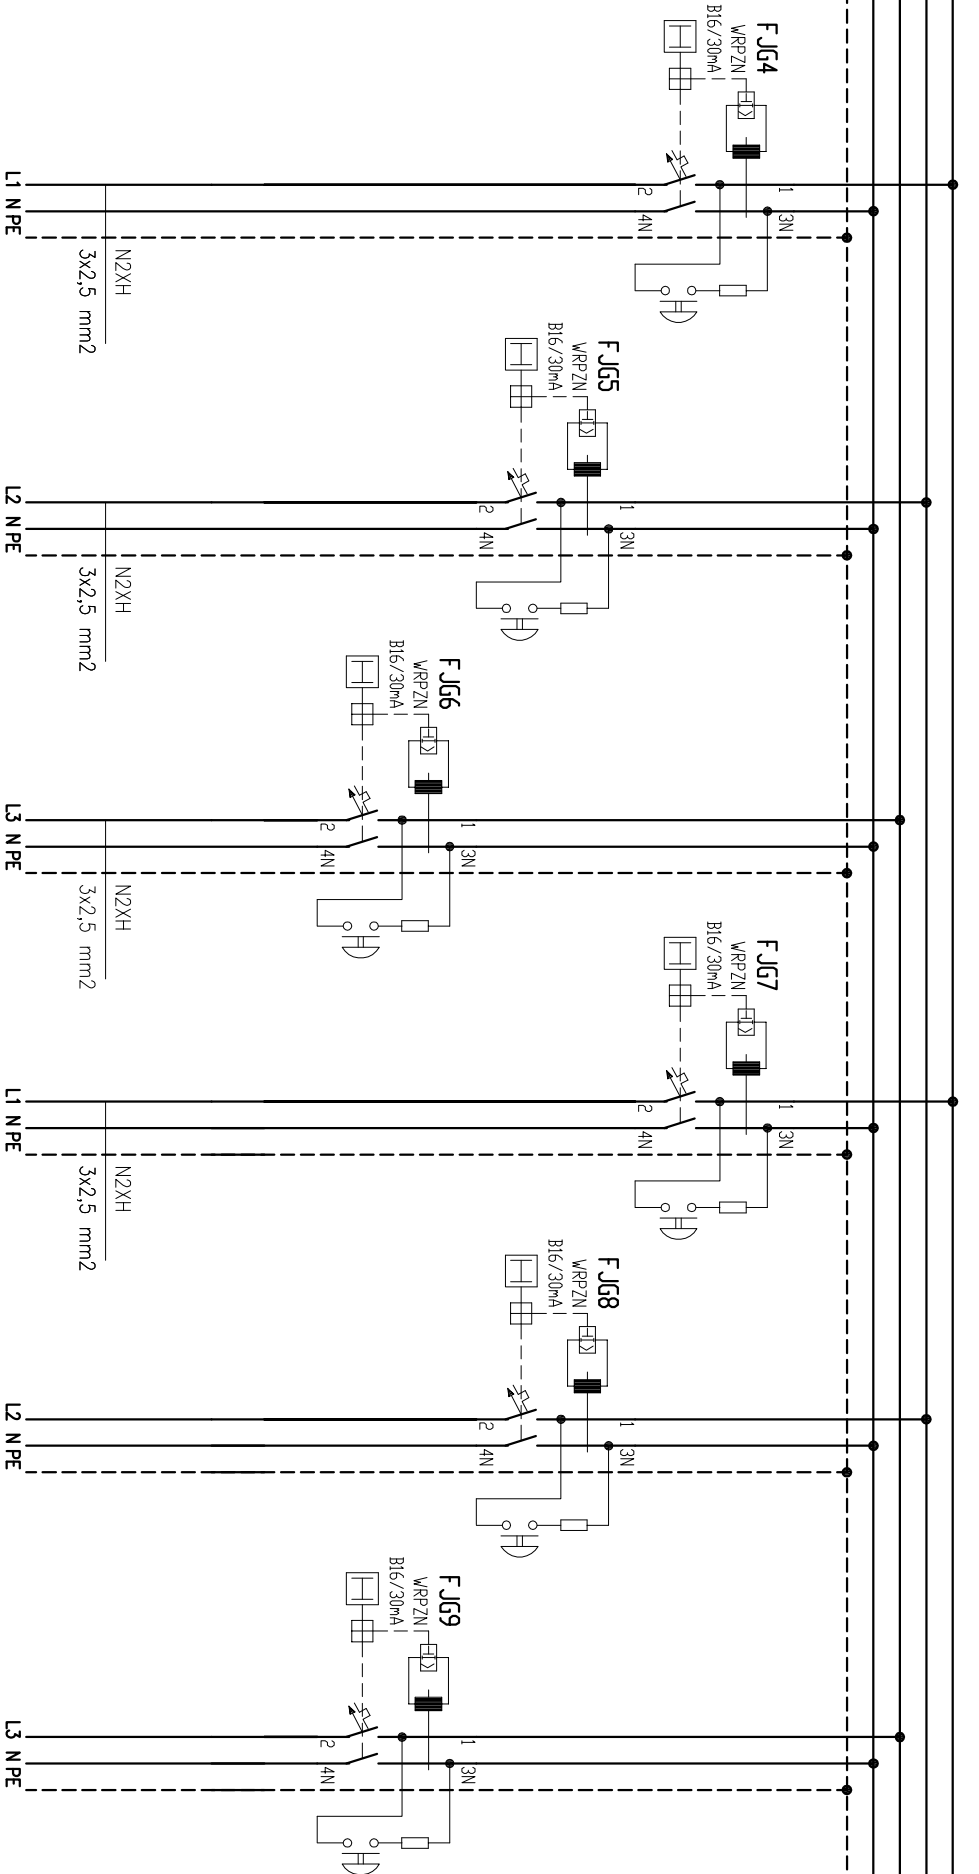 FJG4
WRPZN
B16/30mA
1
3N
2
4N
L1 N PE
N2XH
3x2,5 mm2
FJG5
WRPZN
B16/30mA
1
3N
2
4N
L2 N PE
N2XH
3x2,5 mm2
FJG6
WRPZN
B16/30mA
1
3N
2
4N
L3 N PE
N2XH
3x2,5 mm2
FJG7
WRPZN
B16/30mA
1
3N
2
4N
L1 N PE
N2XH
3x2,5 mm2
FJG8
WRPZN
B16/30mA
1
3N
2
4N
L2 N PE
FJG9
WRPZN
B16/30mA
1
3N
2
4N
L3 N PE